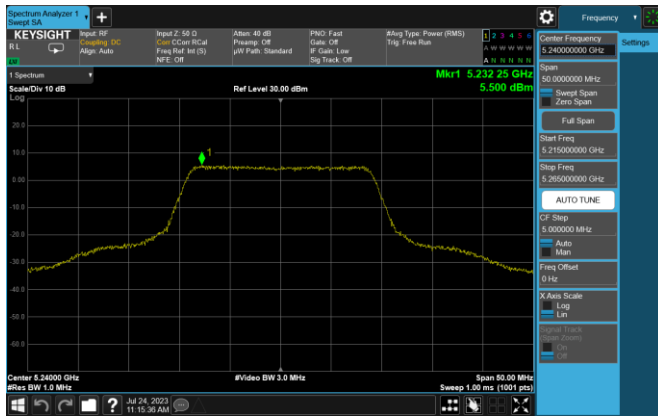 Spectrum Analyzer 1
Swept SA
Frequency
KEYSIGHT
Input: RF
Coupling: DC
Align: Auto
Input Z: 50 Ω
Corr CCorr RCal
Freq Ref: Int (S)
NFE: Off
Atten: 40 dB
Preamp: Off
µW Path: Standard
PNO: Fast
Gate: Off
IF Gain: Low
Sig Track: Off
#Avg Type: Power (RMS)
Trig: Free Run
1 2 3 4 5 6
A W W W W W
A N N N N N
R L
LXI
1 Spectrum
Scale/Div 10 dB
Log
Ref Level 30.00 dBm
Mkr1 5.232 25 GHz
5.500 dBm
1
20.0
10.0
0.00
-10.0
-20.0
-30.0
-40.0
-50.0
-60.0
Center 5.24000 GHz
#Res BW 1.0 MHz
#Video BW 3.0 MHz
Span 50.00 MHz
Sweep 1.00 ms (1001 pts)
Jul 24, 2023
11:15:36 AM
?
Center Frequency
5.240000000 GHz
Settings
Span
50.0000000 MHz
Swept Span
Zero Span
Full Span
Start Freq
5.215000000 GHz
Stop Freq
5.265000000 GHz
AUTO TUNE
CF Step
5.000000 MHz
Auto
Man
Freq Offset
0 Hz
X Axis Scale
Log
Lin
Signal Track
(Span Zoom)
On
Off